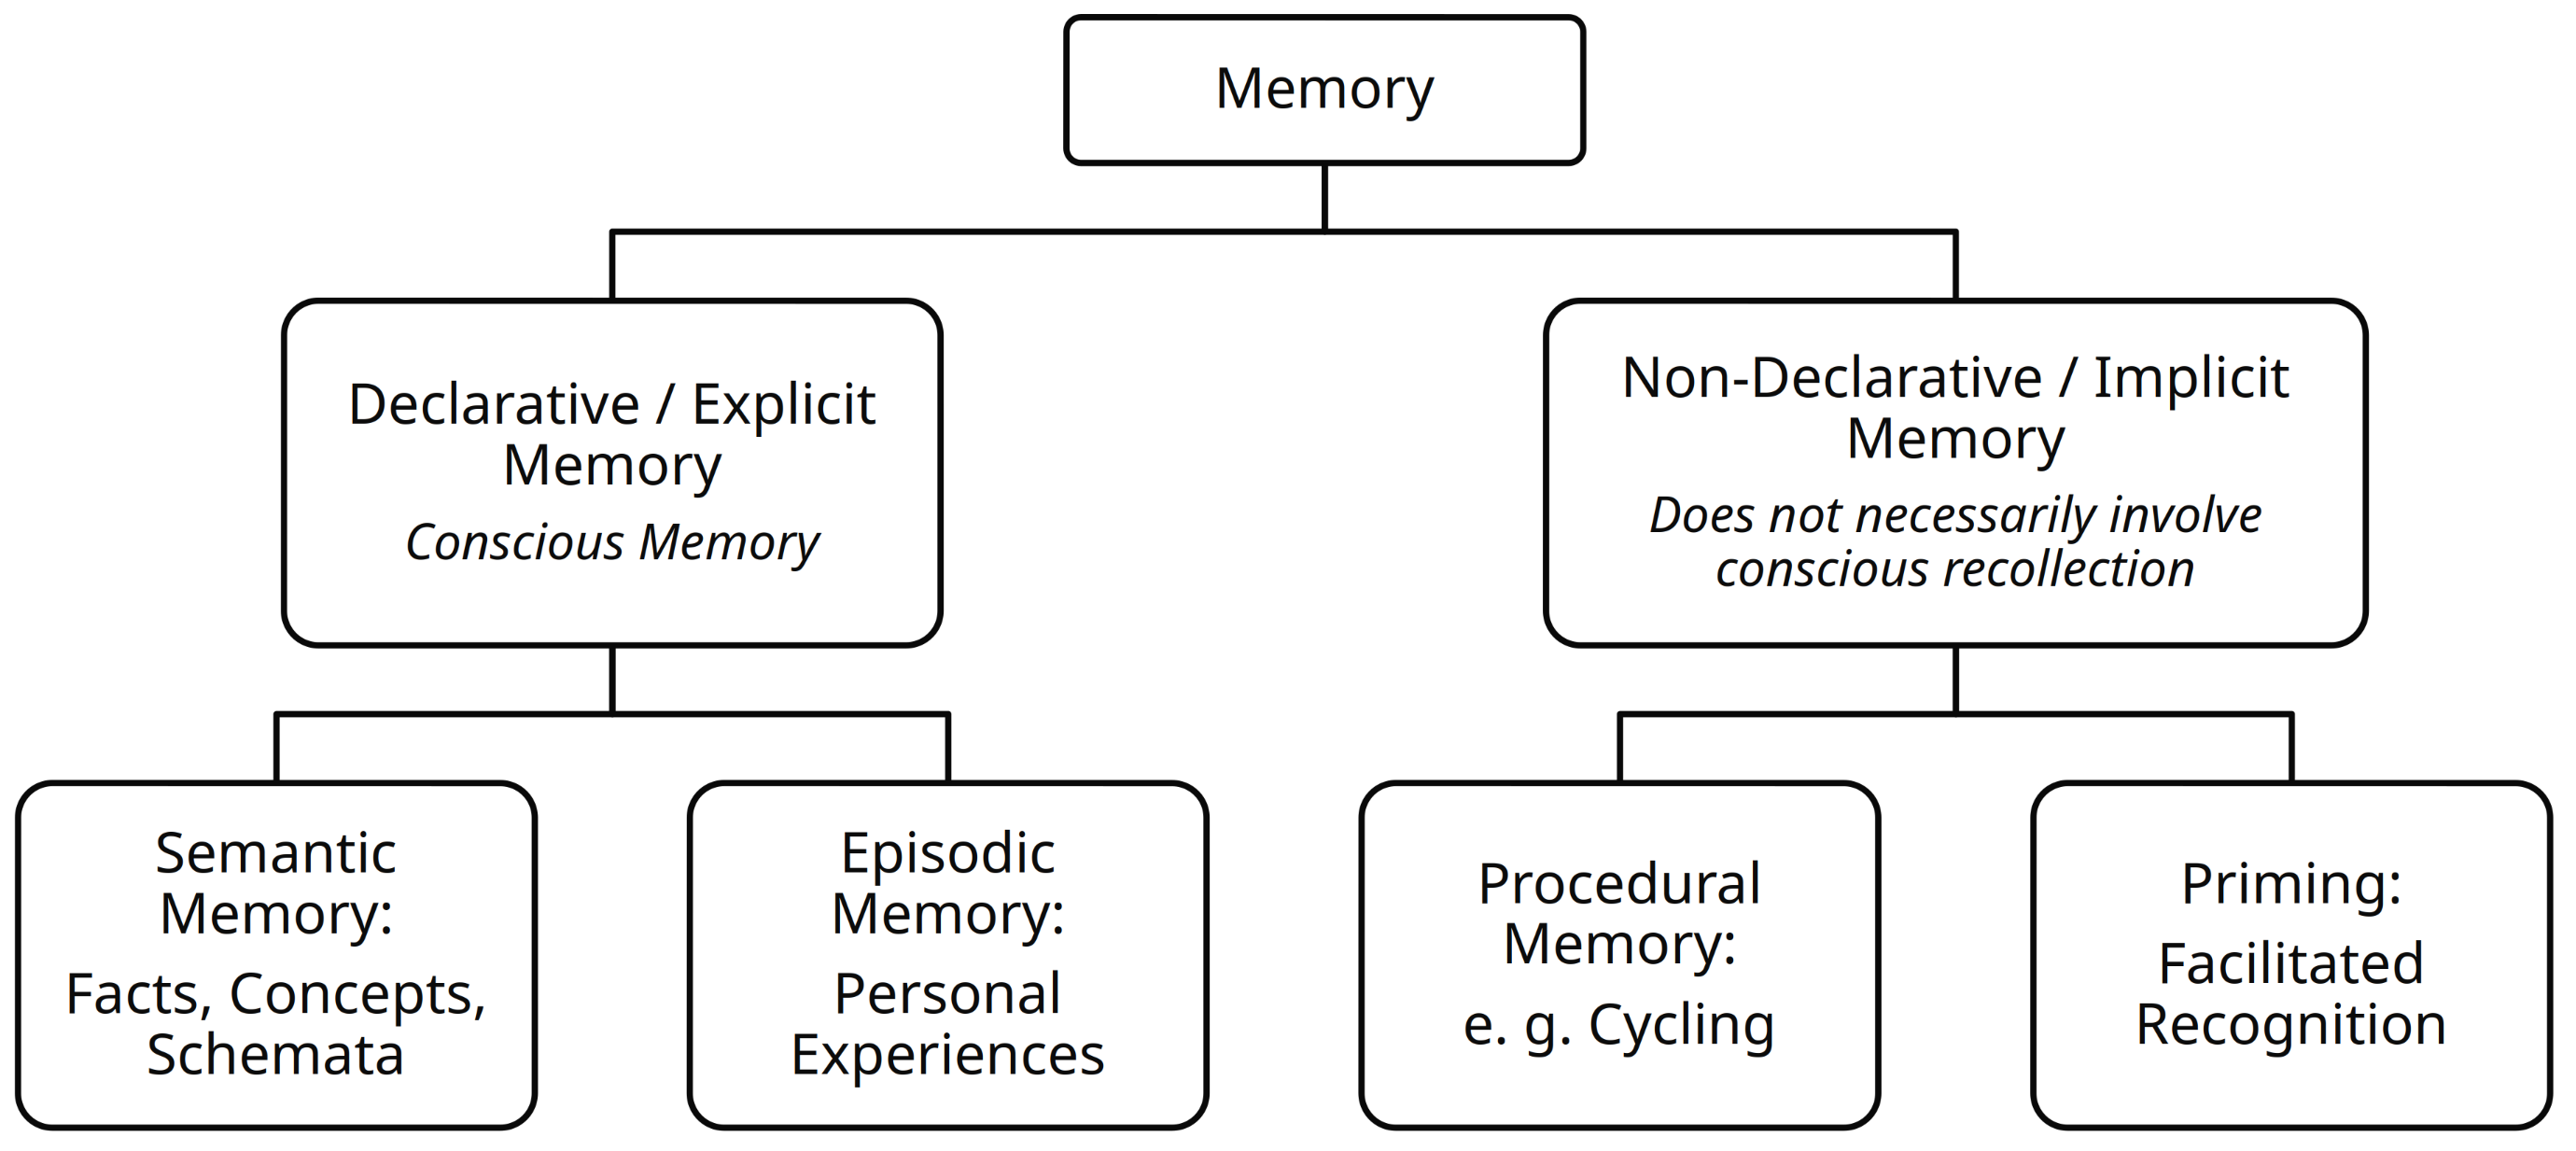 Memory
Declarative / Explicit
Memory
Conscious Memory
Non-Declarative / Implicit
Memory
Does not necessarily involve
conscious recollection
Semantic
Memory:
Facts, Concepts,
Schemata
Episodic
Memory:
Personal
Experiences
Procedural
Memory:
e. g. Cycling
Priming:
Facilitated
Recognition